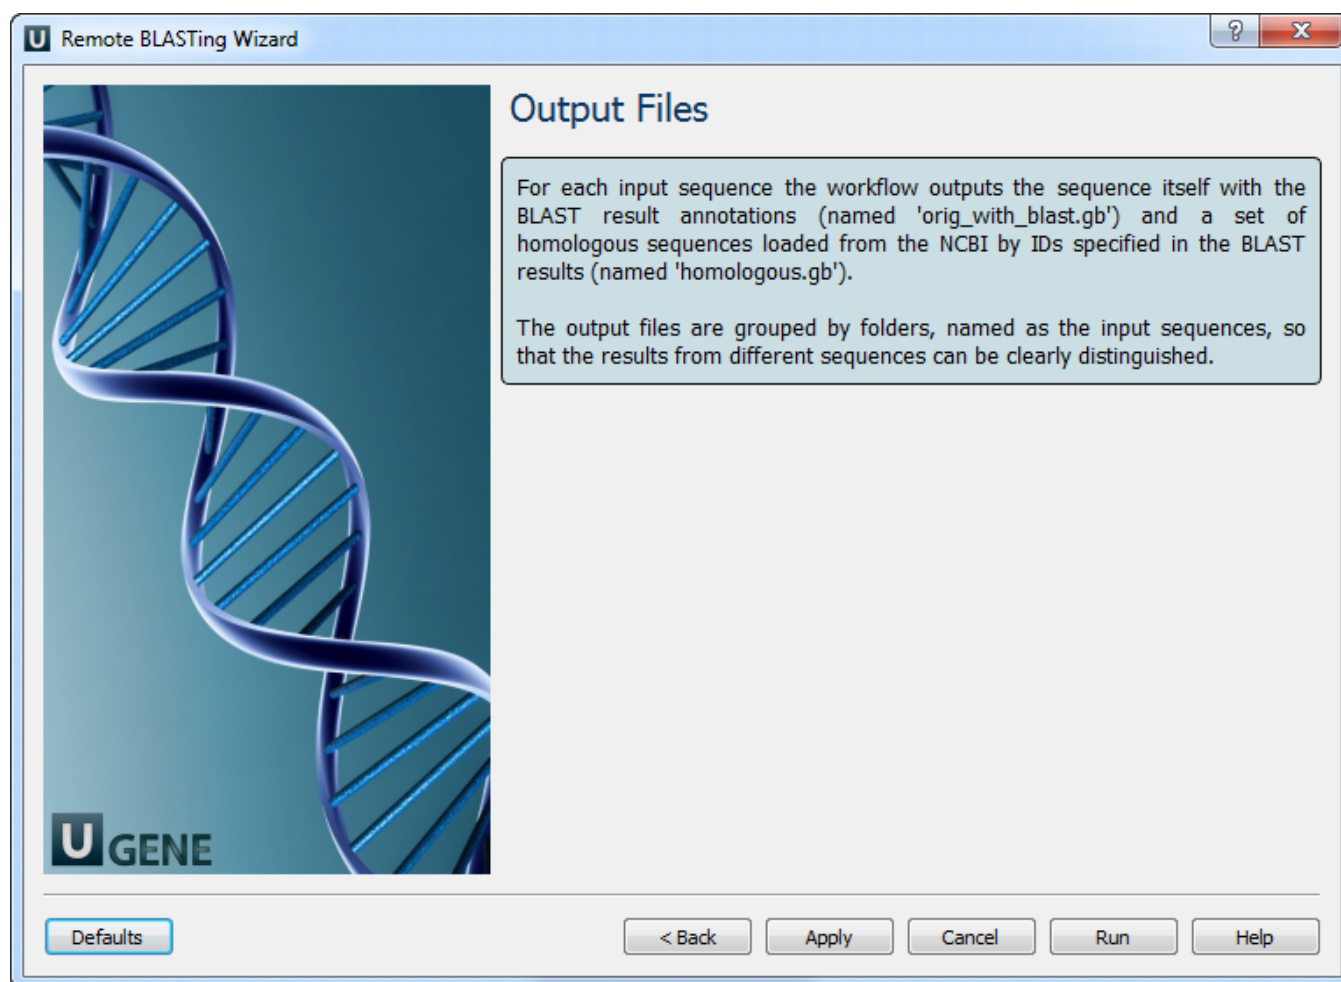 U Remote BLASTing Wizard
?
x
Output Files
For each input sequence the workflow outputs the sequence itself with the
BLAST result annotations (named 'orig_with_blast.gb') and a set of
homologous sequences loaded from the NCBI by IDs specified in the BLAST
results (named 'homologous.gb').
The output files are grouped by folders, named as the input sequences, so
that the results from different sequences can be clearly distinguished.
U GENE
Defaults
< Back
Apply
Cancel
Run
Help